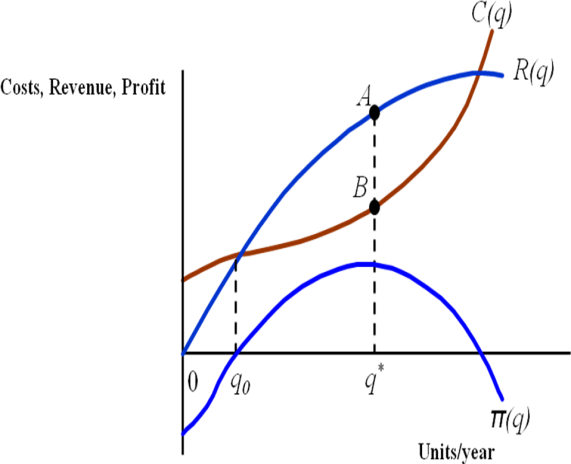 C(q)
R(q)
Costs, Revenue, Profit
A
B
0
q₀
q*
π(q)
Units/year